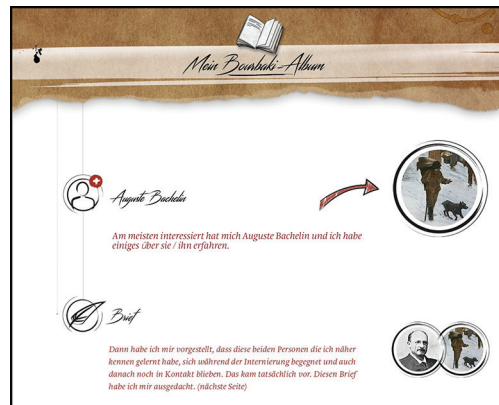 Mein Bourbaki-Album
Auguste Bachelin
Am meisten interessiert hat mich Auguste Bachelin und ich habe
einiges über sie / ihn erfahren.
Brief
Dann habe ich mir vorgestellt, dass diese beiden Personen die ich näher
kennen gelernt habe, sich während der Internierung begegnet und auch
danach noch in Kontakt blieben. Das kam tatsächlich vor. Diesen Brief
habe ich mir ausgedacht. (nächste Seite)